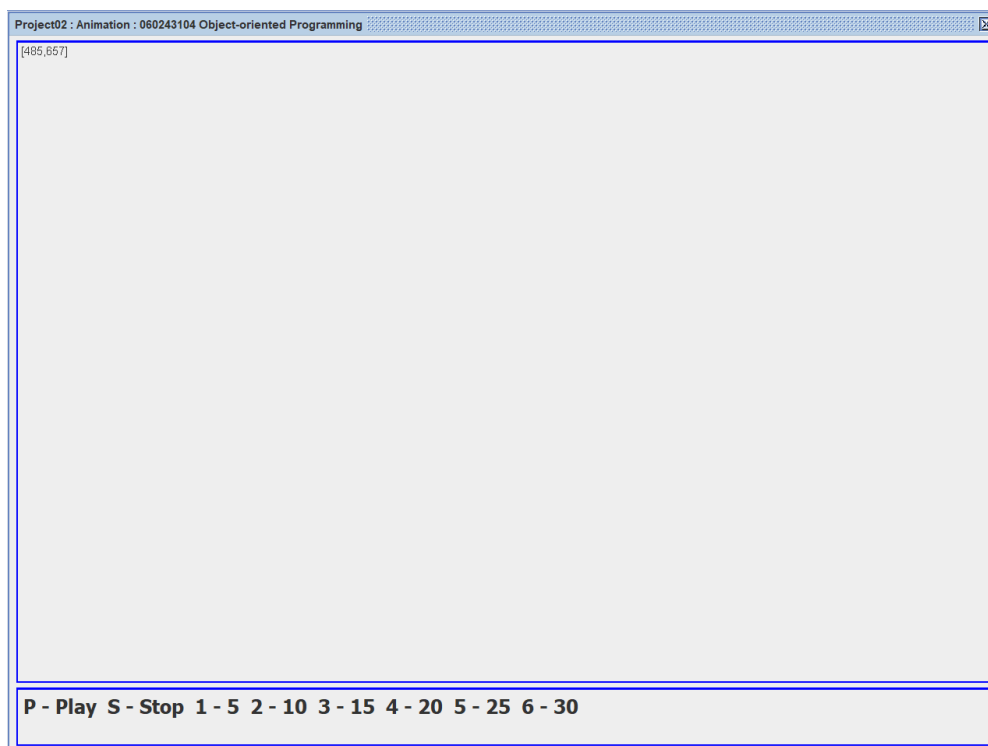 Project02 : Animation : 060243104 Object-oriented Programming
[485,657]
P - Play S - Stop 1 - 5 2 - 10 3 - 15 4 - 20 5 - 25 6 - 30